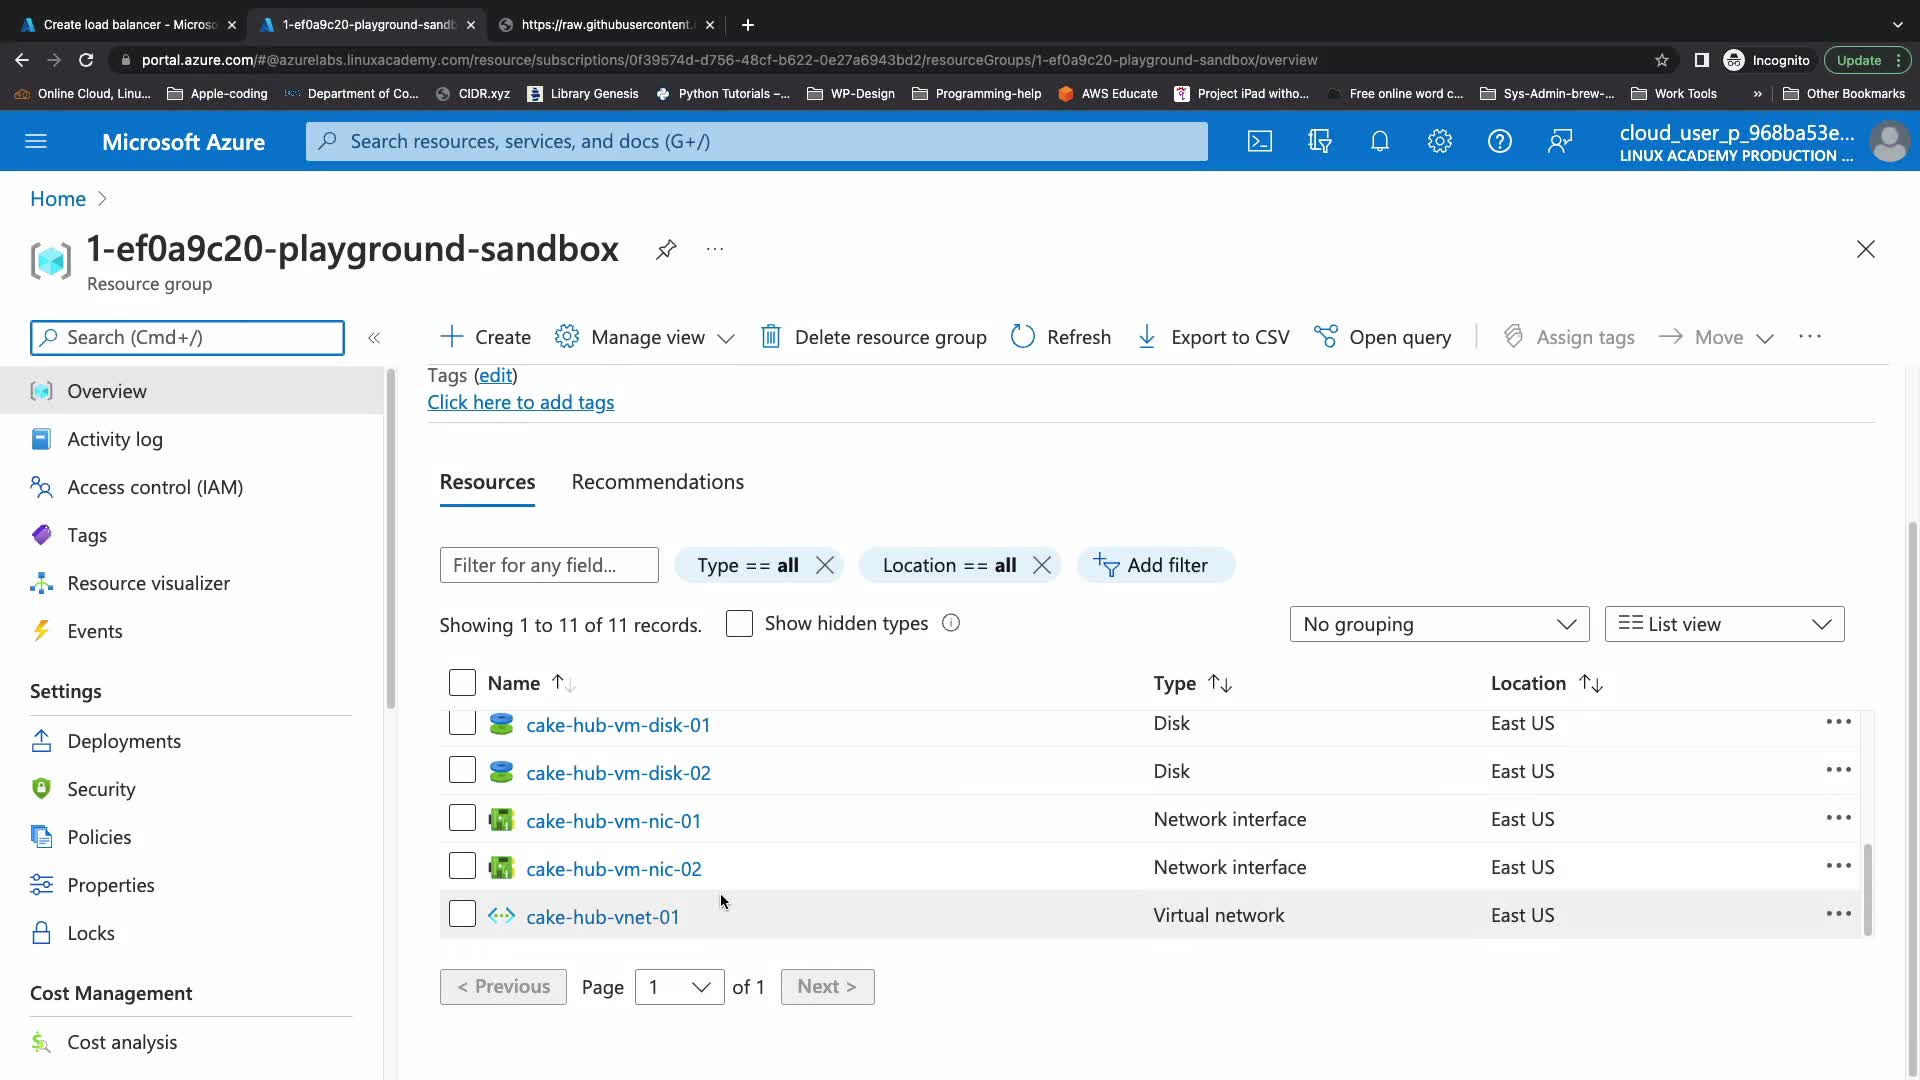 Create load balancer - Microso
1-ef0a9c20-playground-sandb
https://raw.githubusercontent.
portal.azure.com/#@azurelabs.linuxacademy.com/resource/subscriptions/0f39574d-d756-48cf-b622-0e27a6943bd2/resourceGroups/1-ef0a9c20-playground-sandbox/overview
Incognito
Update
Online Cloud, Linu...
Apple-coding
Department of Co...
CIDR.xyz
Library Genesis
Python Tutorials –...
WP-Design
Programming-help
AWS Educate
Project iPad witho...
Free online word c...
Sys-Admin-brew-...
Work Tools
»
Other Bookmarks
Microsoft Azure
Search resources, services, and docs (G+/)
cloud_user_p_968ba53e...
LINUX ACADEMY PRODUCTION ...
Home >
1-ef0a9c20-playground-sandbox
...
Resource group
Search (Cmd+/)
«
Create
Manage view
Delete resource group
Refresh
Export to CSV
Open query
Assign tags
Move
...
Overview
Activity log
Access control (IAM)
Tags
Resource visualizer
Events
Settings
Deployments
Security
Policies
Properties
Locks
Cost Management
Cost analysis
Tags (edit)
Click here to add tags
Resources
Recommendations
Filter for any field...
Type == all
Location == all
Add filter
Showing 1 to 11 of 11 records.
Show hidden types
No grouping
List view
Name
Type
Location
cake-hub-vm-disk-01 Disk East US ...
cake-hub-vm-disk-02 Disk East US ...
cake-hub-vm-nic-01 Network interface East US ...
cake-hub-vm-nic-02 Network interface East US ...
cake-hub-vnet-01 Virtual network East US ...
< Previous Page 1 of 1 Next >